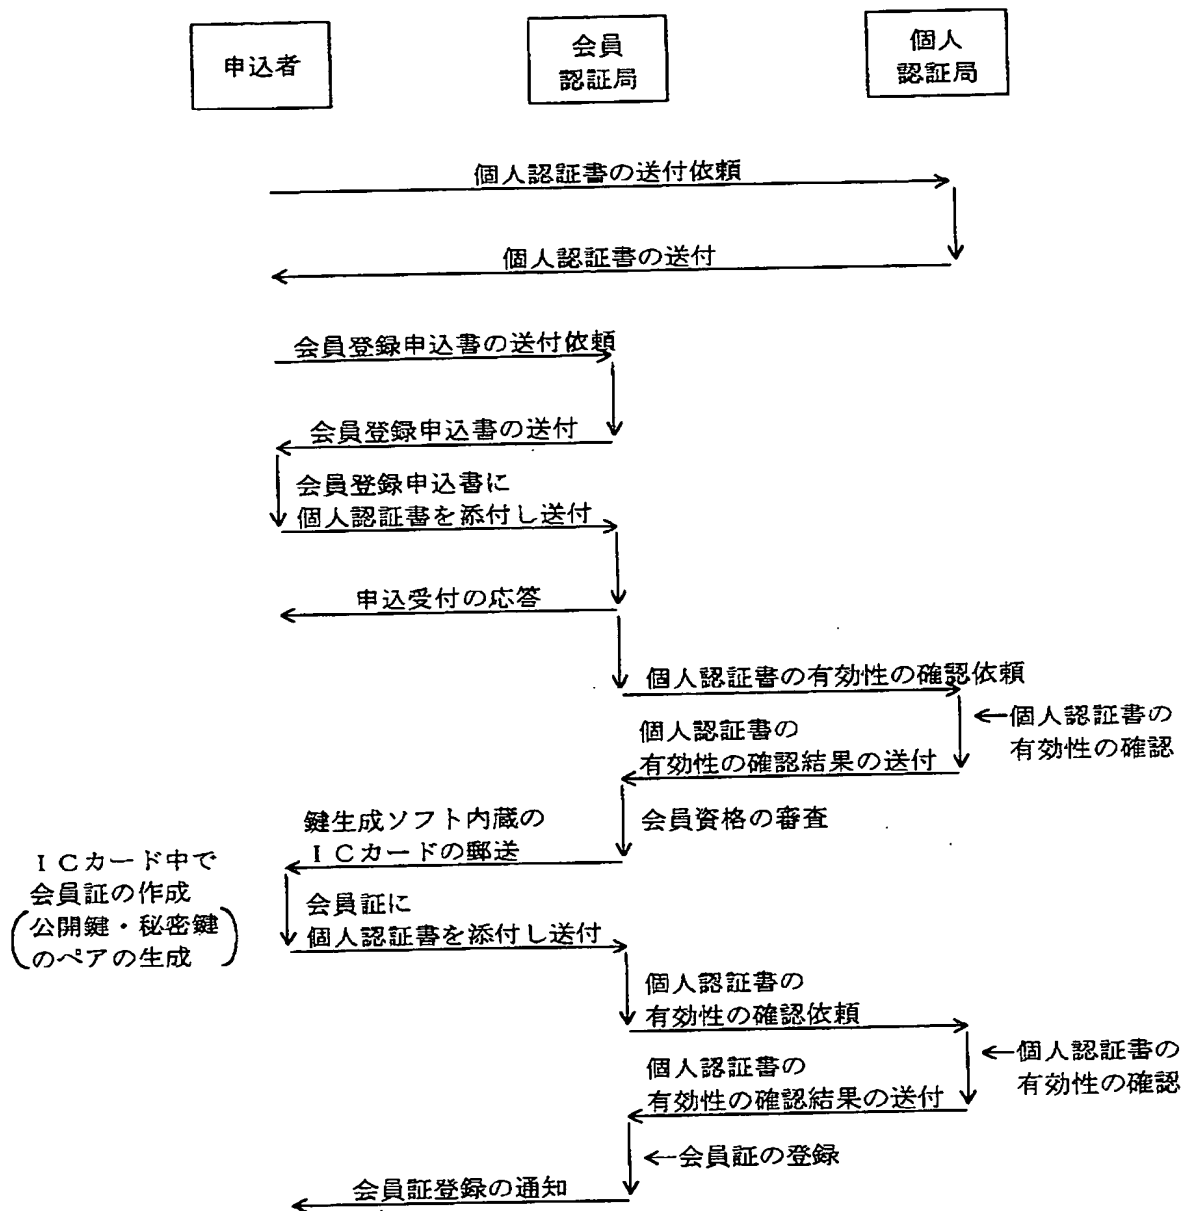 申込者
会員
認証局
個人
認証局
個人認証書の送付依頼
個人認証書の送付
会員登録申込書の送付依頼
会員登録申込書の送付
会員登録申込書に
個人認証書を添付し送付
申込受付の応答
個人認証書の有効性の確認依頼
個人認証書の
有効性の確認
個人認証書の
有効性の確認結果の送付
会員資格の審査
鍵生成ソフト内蔵の
ICカードの郵送
ICカード中で
会員証の作成
(公開鍵・秘密鍵
のペアの生成)
会員証に
個人認証書を添付し送付
個人認証書の
有効性の確認依頼
個人認証書の
有効性の確認
個人認証書の
有効性の確認結果の送付
会員証の登録
会員証登録の通知